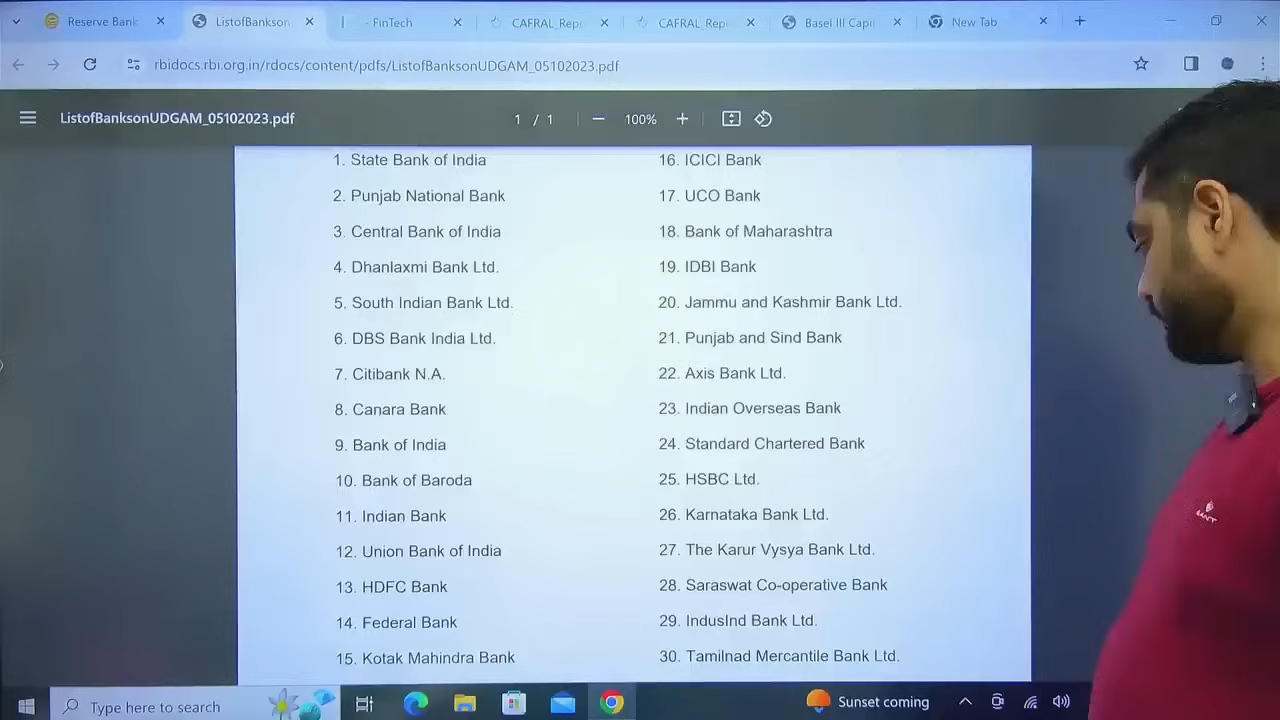 Reserve Bank
ListofBankson
- FinTech
CAFRAL_Repo
CAFRAL_Rep
Basel III Capi
New Tab
rbidocs.rbi.org.in/rdocs/content/pdfs/ListofBanksonUDGAM_05102023.pdf
ListofBanksonUDGAM_05102023.pdf
1 / 1
100%
1. State Bank of India
2. Punjab National Bank
3. Central Bank of India
4. Dhanlaxmi Bank Ltd.
5. South Indian Bank Ltd.
6. DBS Bank India Ltd.
7. Citibank N.A.
8. Canara Bank
9. Bank of India
10. Bank of Baroda
11. Indian Bank
12. Union Bank of India
13. HDFC Bank
14. Federal Bank
15. Kotak Mahindra Bank
16. ICICI Bank
17. UCO Bank
18. Bank of Maharashtra
19. IDBI Bank
20. Jammu and Kashmir Bank Ltd.
21. Punjab and Sind Bank
22. Axis Bank Ltd.
23. Indian Overseas Bank
24. Standard Chartered Bank
25. HSBC Ltd.
26. Karnataka Bank Ltd.
27. The Karur Vysya Bank Ltd.
28. Saraswat Co-operative Bank
29. IndusInd Bank Ltd.
30. Tamilnad Mercantile Bank Ltd.
Type here to search
Sunset coming